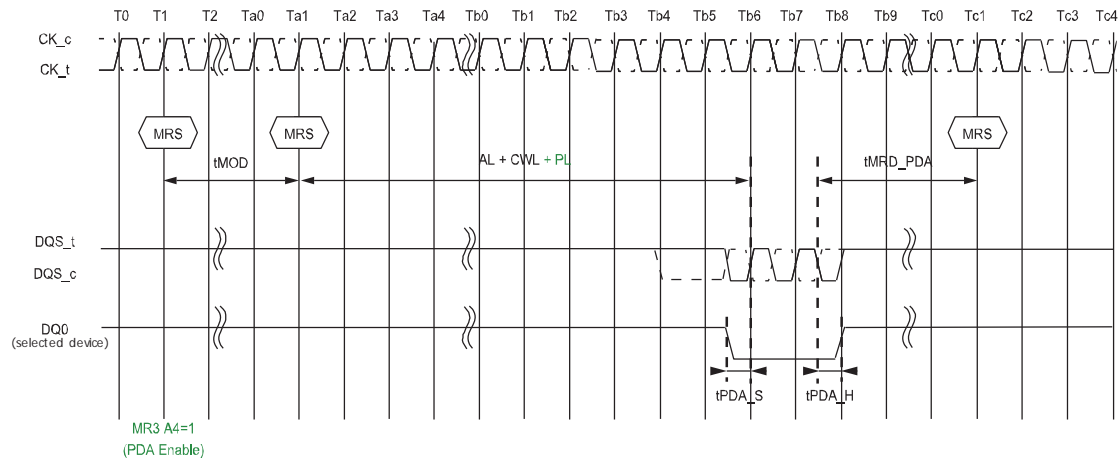 T0 T1 T2 Ta0 Ta1 Ta2 Ta3 Ta4 Tb0 Tb1 Tb2 Tb3 Tb4 Tb5 Tb6 Tb7 Tb8 Tb9 Tc0 Tc1 Tc2 Tc3 Tc4
CK_c
CK_t
MRS MRS MRS
tMOD AL + CWL + PL tMRD_PDA
DQS_t
DQS_c
DQ0
(selected device)
tPDA_S tPDA_H
MR3 A4=1
(PDA Enable)